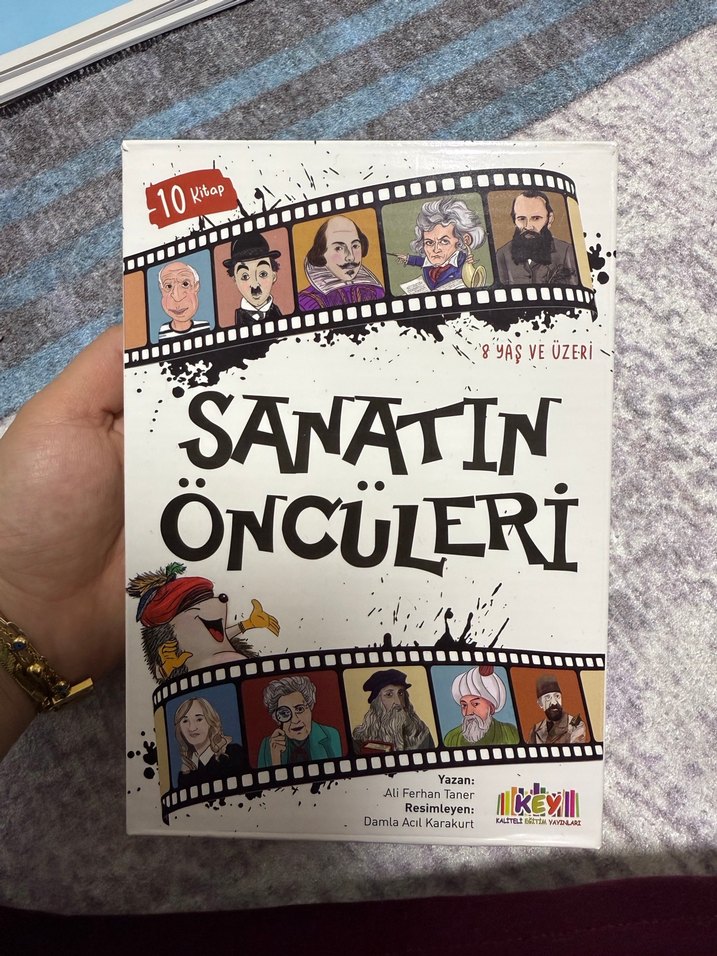 10 Kitap
8 YAŞ VE ÜZERİ
SANATIN
ÖNCÜLERİ
Yazan:
Ali Ferhan Taner
Resimleyen:
Damla Acıl Karakurt
KEY
KALİTELİ EĞİTİM YAYINLARI